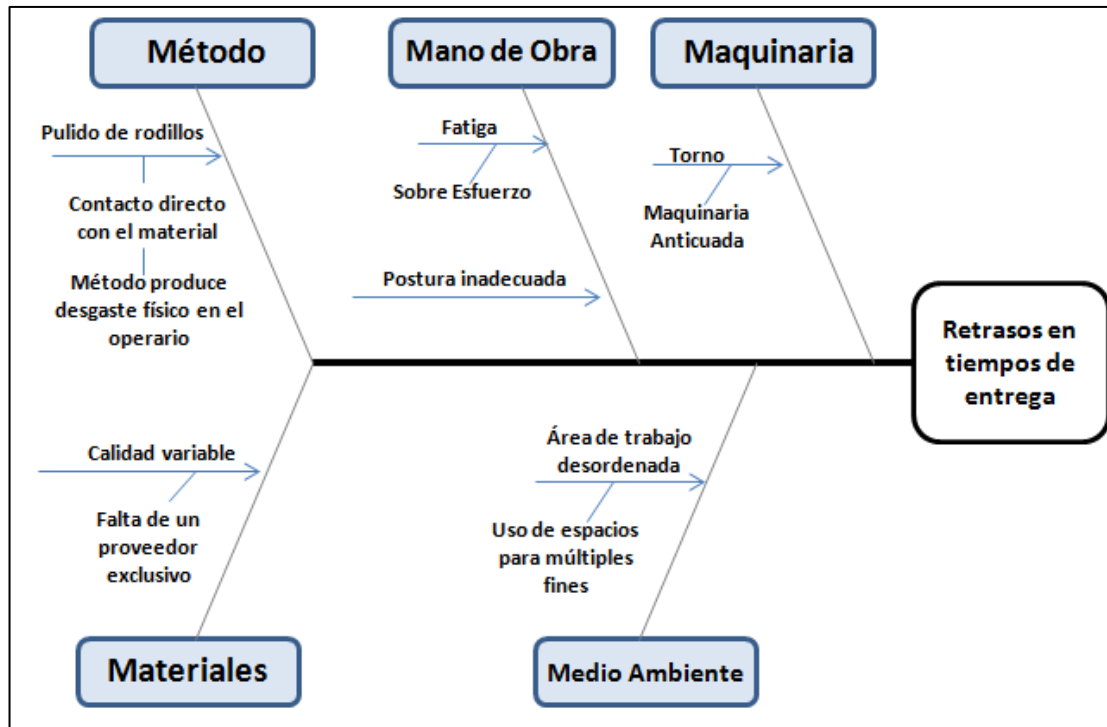 Método
Mano de Obra
Maquinaria
Pulido de rodillos
Contacto directo
con el material
Método produce
desgaste físico en el
operario
Fatiga
Sobre Esfuerzo
Postura inadecuada
Torno
Maquinaria
Anticuada
Retrasos en
tiempos de
entrega
Calidad variable
Falta de un
proveedor
exclusivo
Área de trabajo
desordenada
Uso de espacios
para múltiples
fines
Materiales
Medio Ambiente